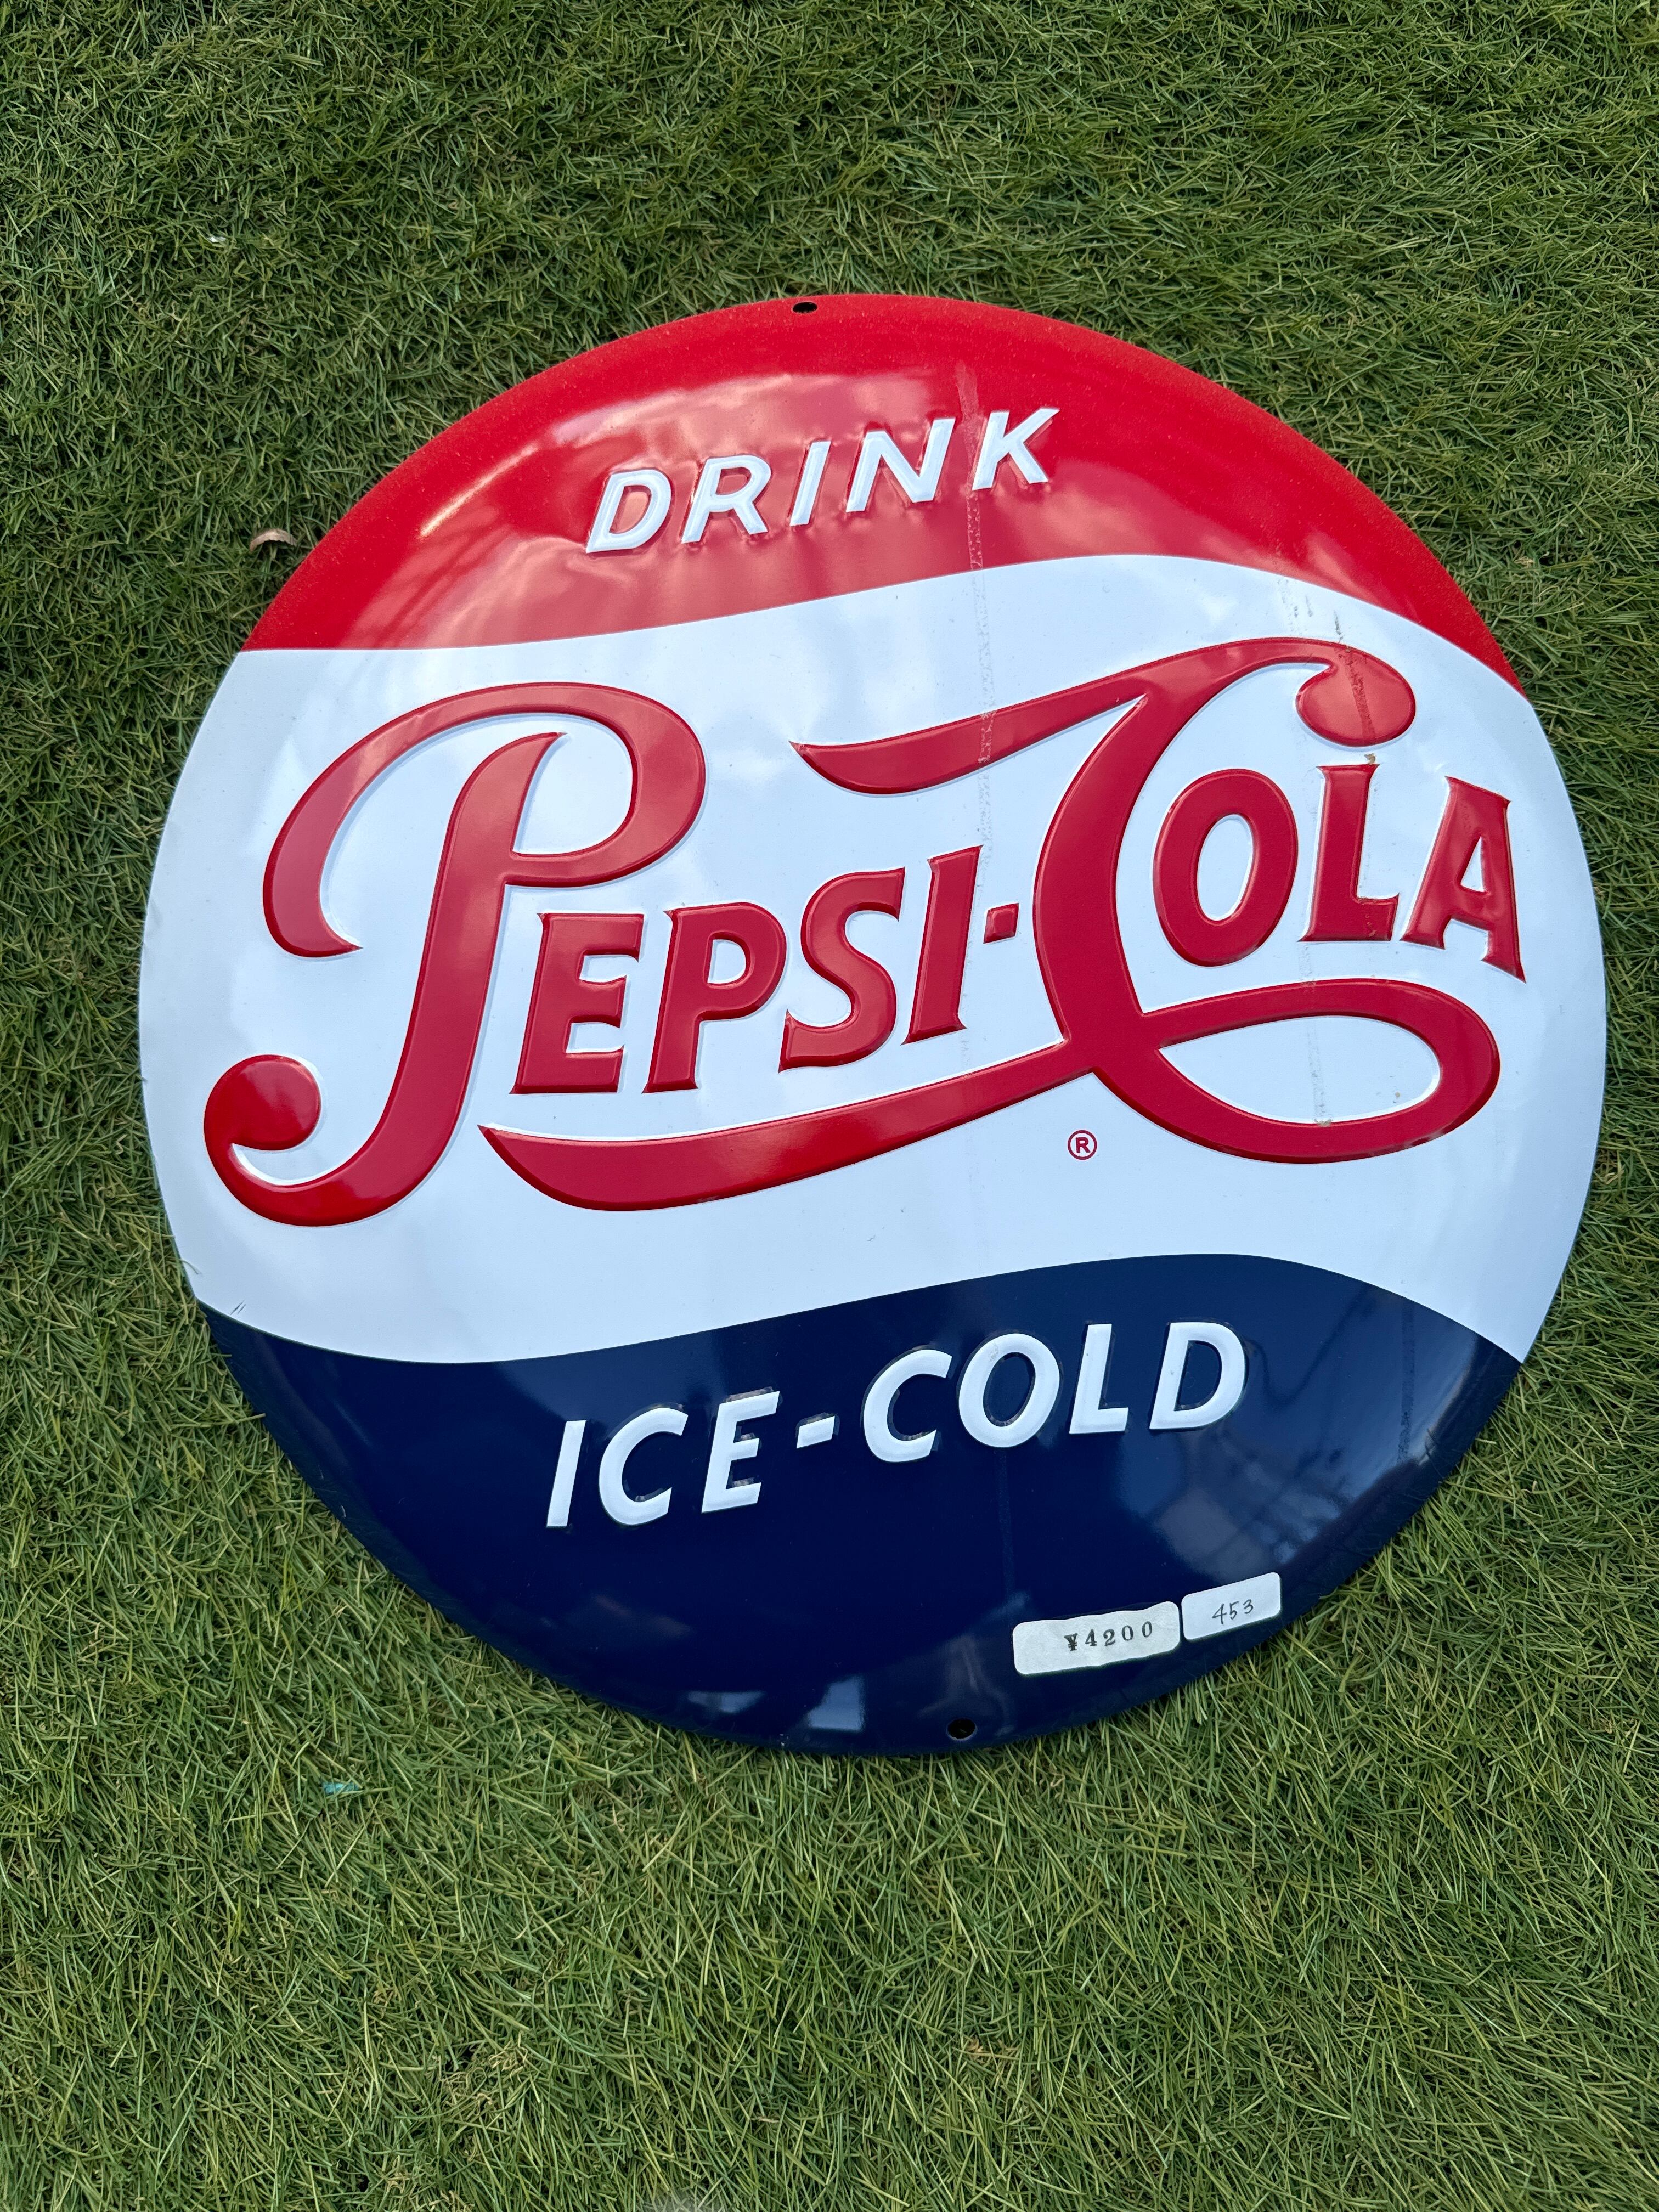 DRINK
PEPSI-COLA
®
ICE-COLD
¥4200
453